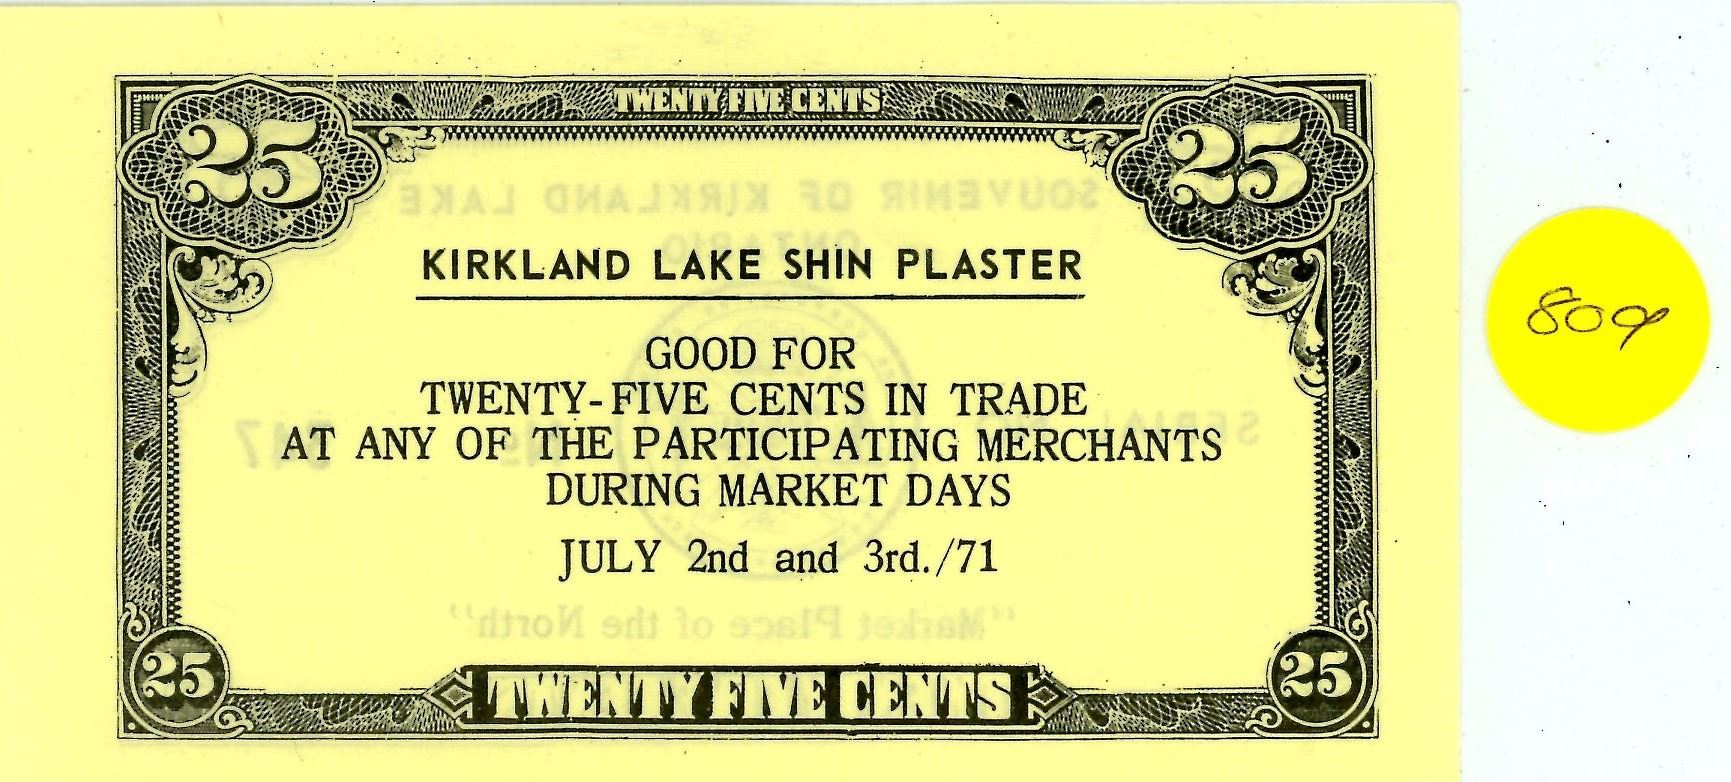 TWENTY FIVE CENTS
25 25
KIRKLAND LAKE SHIN PLASTER
GOOD FOR
TWENTY-FIVE CENTS IN TRADE
AT ANY OF THE PARTICIPATING MERCHANTS
DURING MARKET DAYS
JULY 2nd and 3rd./71
25 TWENTY FIVE CENTS 25